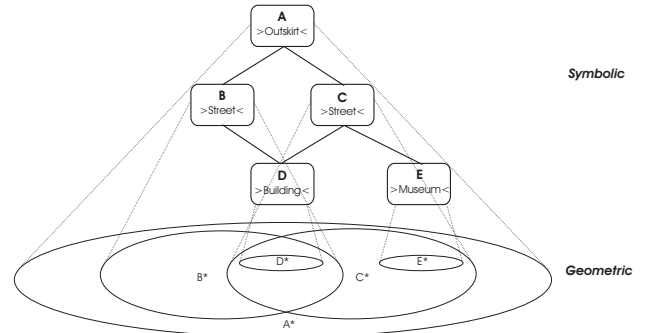 A
>Outskirt<
Symbolic
B
>Street<
C
>Street<
D
>Building<
E
>Museum<
D*
E*
B*
C*
Geometric
A*